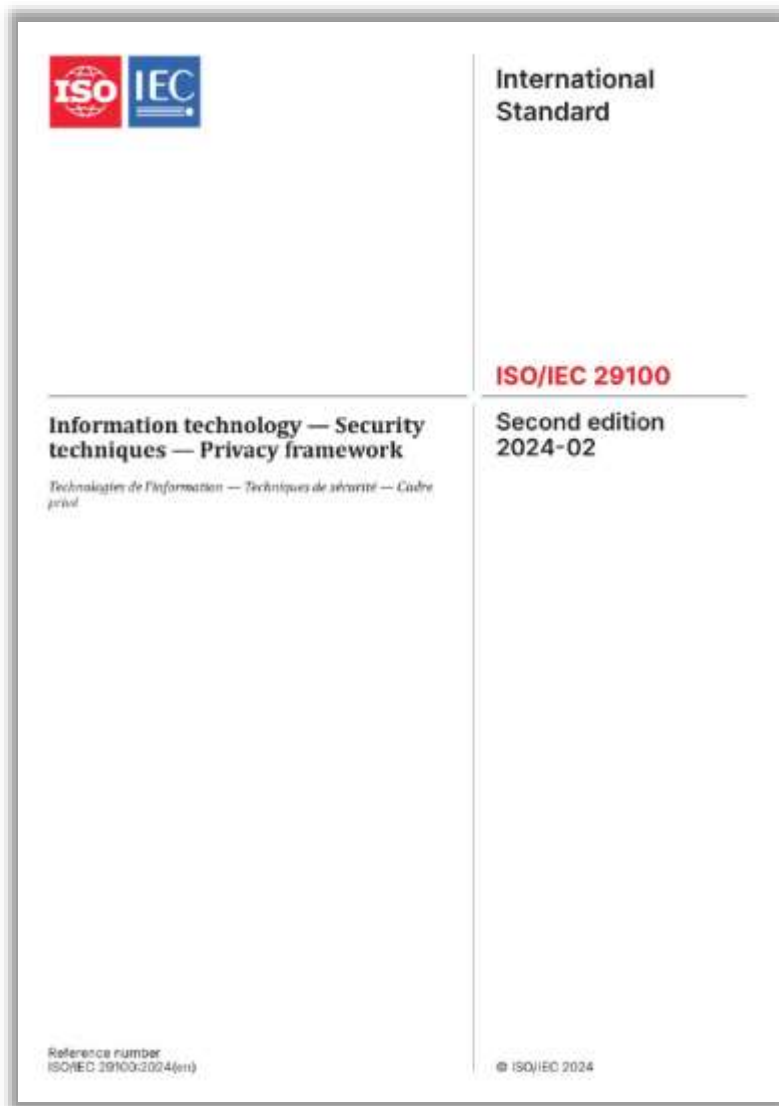 ISO IEC
International
Standard
ISO/IEC 29100
Information technology — Security
techniques — Privacy framework
Technologies de l'information — Techniques de sécurité — Cadre
privé
Second edition
2024-02
Reference number
ISO/IEC 29100:2024(en)
© ISO/IEC 2024